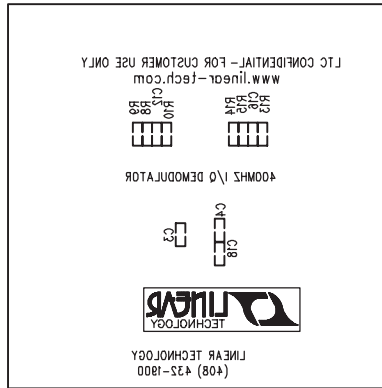 LTC CONFIDENTIAL-FOR CUSTOMER USE ONLY
www.linear-tech.com
R13
C16
R15
R14
R10
C12
R8
R9
400MHZ I/Q DEMODULATOR
C4
C18
C3
LINEAR
TECHNOLOGY
LINEAR TECHNOLOGY
(408) 432-1900